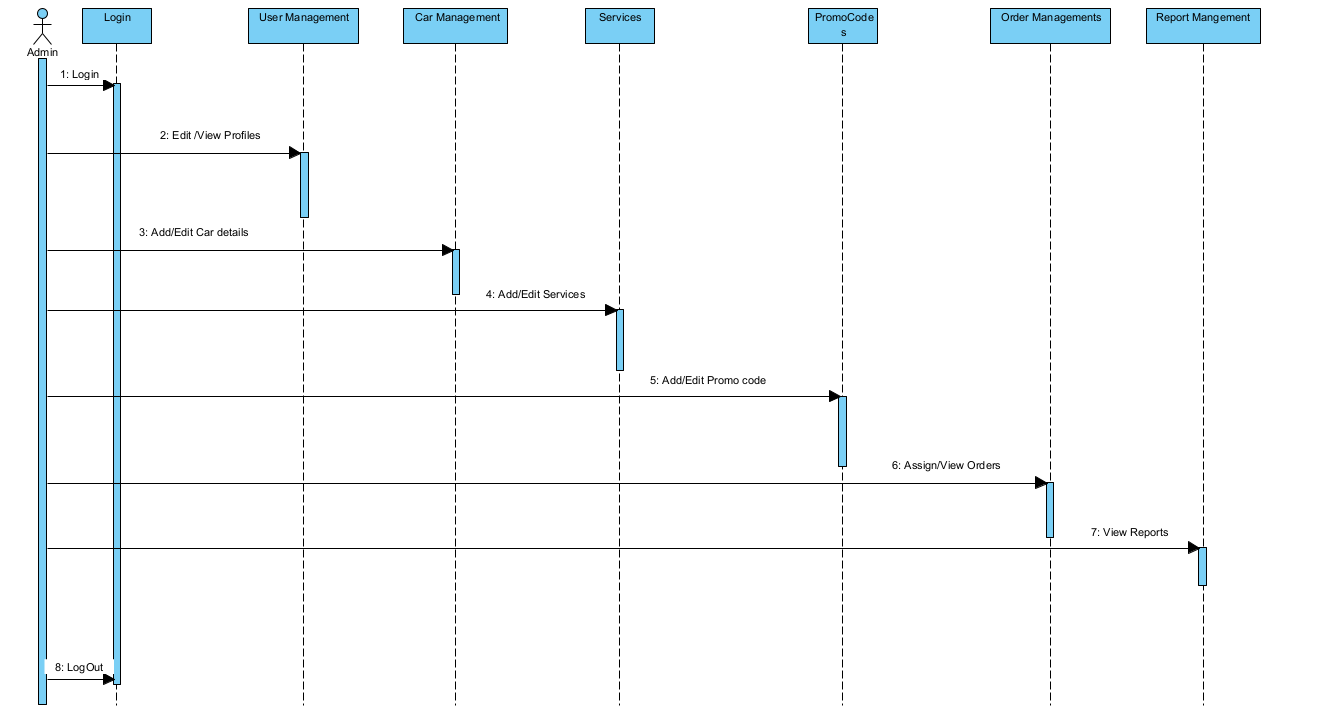 Login
User Management
Car Management
Services
PromoCode
s
Order Managements
Report Mangement
Admin
1: Login
2: Edit /View Profiles
3: Add/Edit Car details
4: Add/Edit Services
5: Add/Edit Promo code
6: Assign/View Orders
7: View Reports
8: LogOut